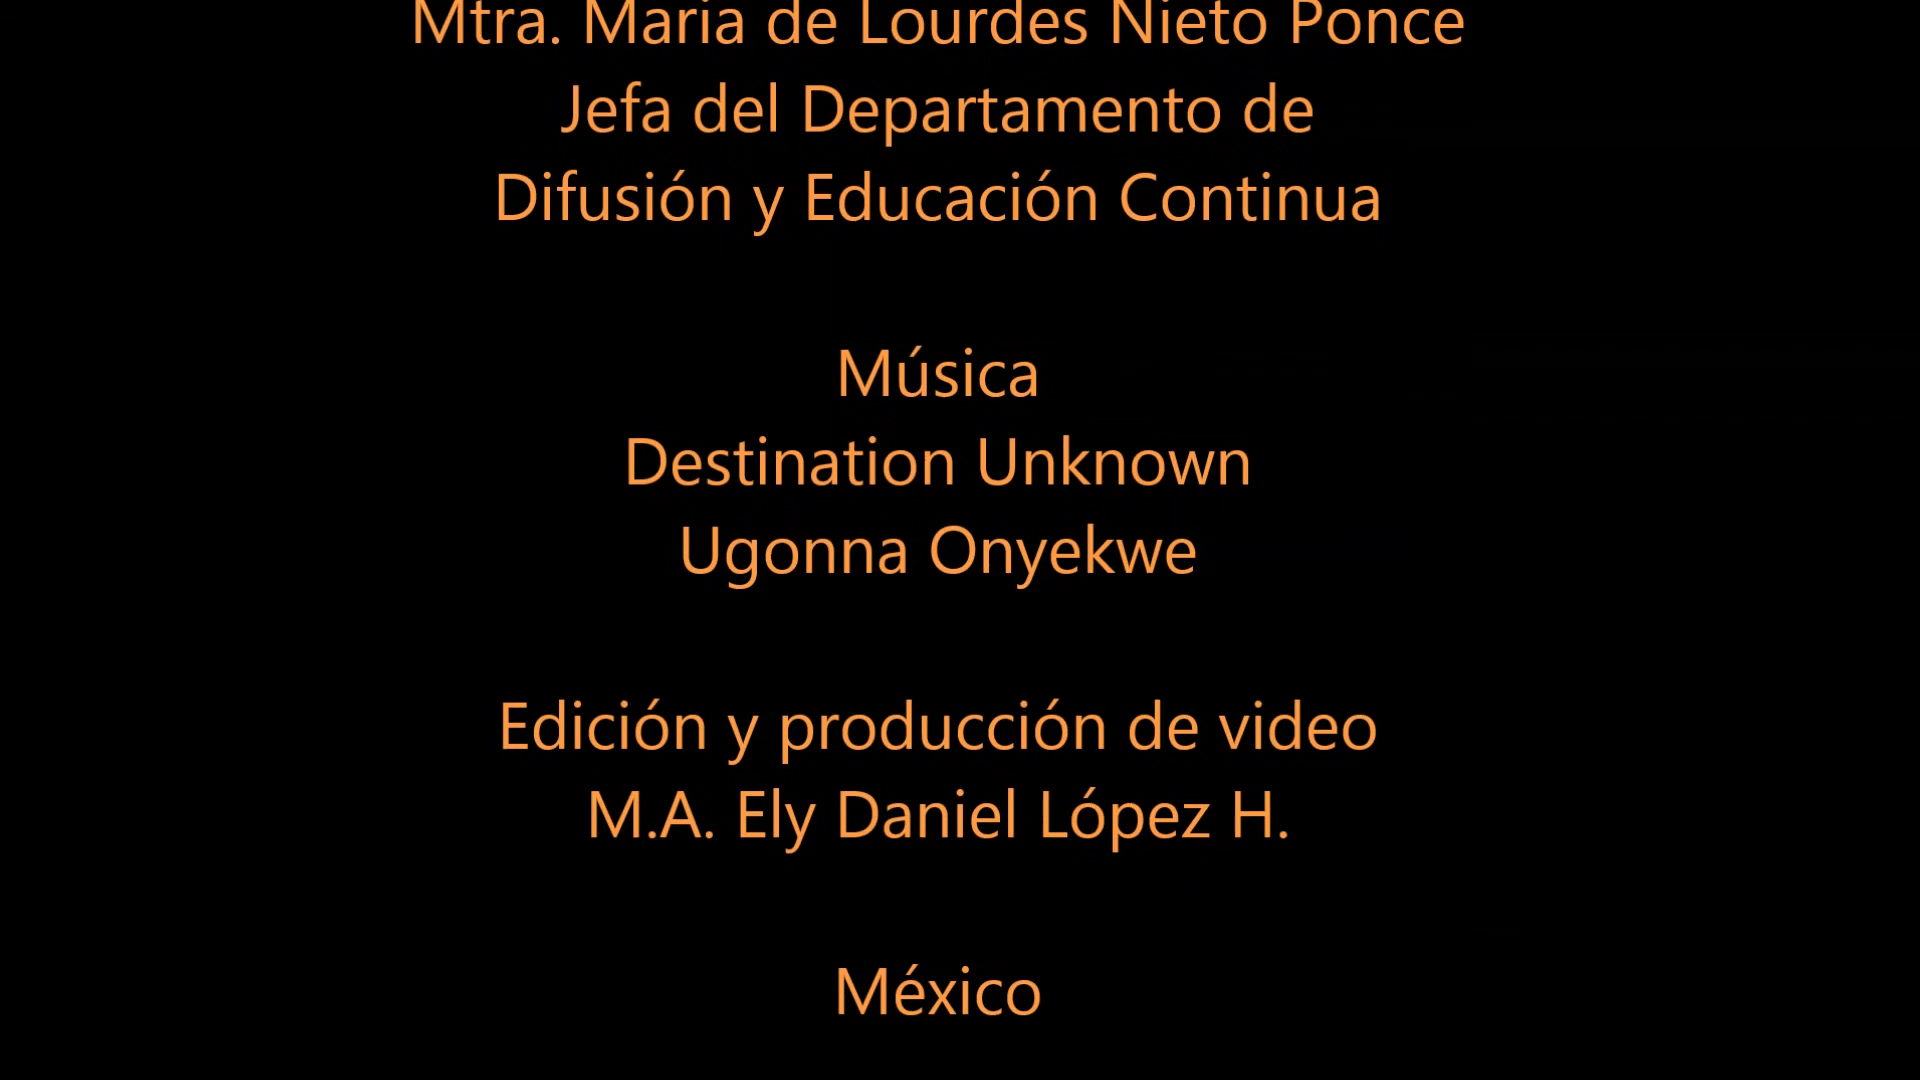 Mtra. Maria de Lourdes Nieto Ponce
Jefa del Departamento de
Difusión y Educación Continua
Música
Destination Unknown
Ugonna Onyekwe
Edición y producción de video
M.A. Ely Daniel López H.
México